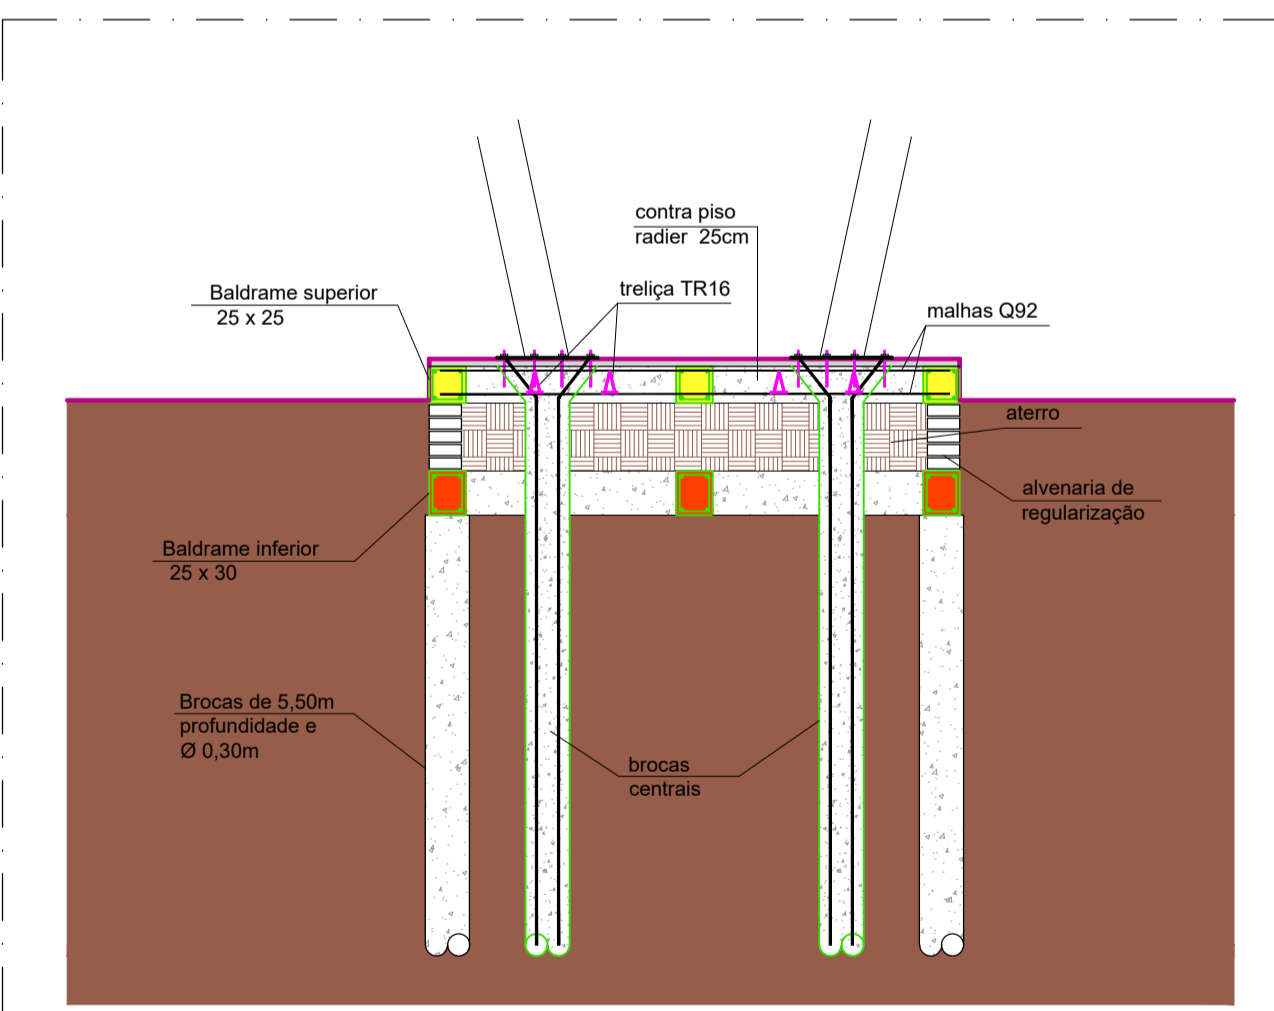 contra piso
radier 25cm
treliça TR16
Baldrame superior
25 x 25
malhas Q92
aterro
alvenaria de
regularização
Baldrame inferior
25 x 30
Brocas de 5,50m
profundidade e
Ø 0,30m
brocas
centrais